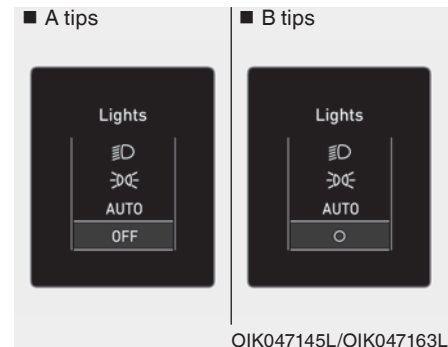 ■ A tips
■ B tips
Lights
AUTO
OFF
Lights
AUTO
O
OIK047145L/OIK047163L